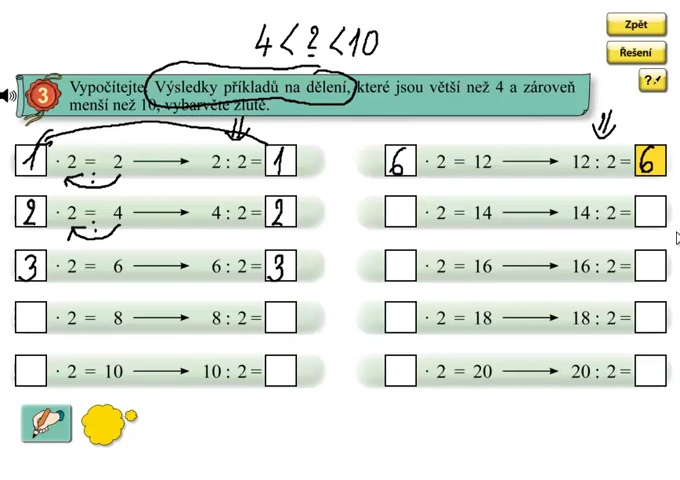 4 < ? < 10
Zpět
Řešení
?
3 Vypočítejte. Výsledky příkladů na dělení, které jsou větší než 4 a zároveň
menší než 10, vybarvěte žlutě.
1 · 2 = 2 → 2 : 2 = 1
:
2 · 2 = 4 → 4 : 2 = 2
:
3 · 2 = 6 → 6 : 2 = 3
· 2 = 8 → 8 : 2 =
· 2 = 10 → 10 : 2 =
6 · 2 = 12 → 12 : 2 = 6
· 2 = 14 → 14 : 2 =
· 2 = 16 → 16 : 2 =
· 2 = 18 → 18 : 2 =
· 2 = 20 → 20 : 2 =